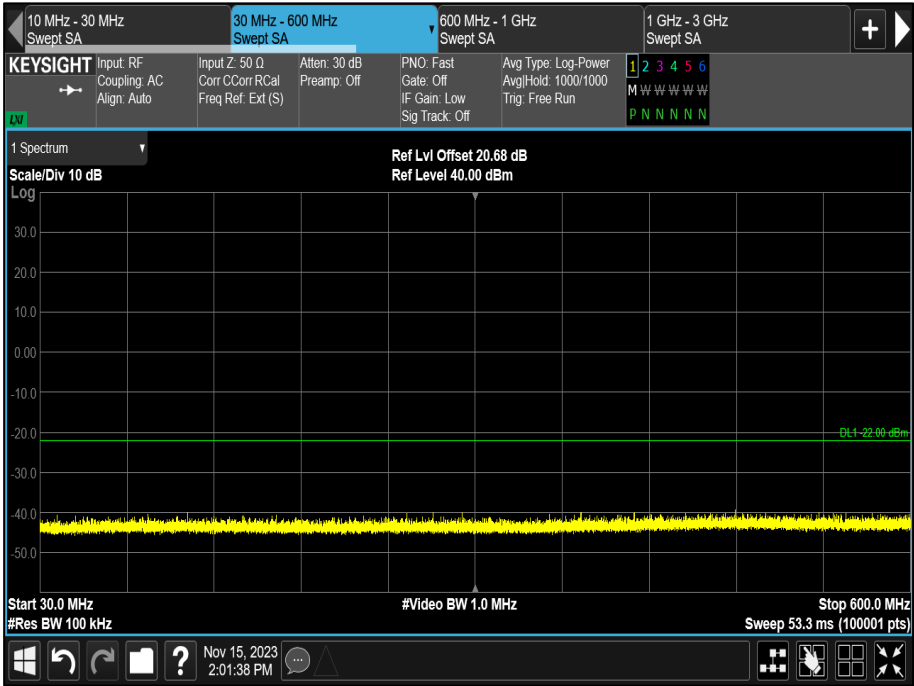 10 MHz - 30 MHz
Swept SA
30 MHz - 600 MHz
Swept SA
600 MHz - 1 GHz
Swept SA
1 GHz - 3 GHz
Swept SA
+
KEYSIGHT
LXI
Input: RF
Coupling: AC
Align: Auto
Input Z: 50 Ω
Corr CCorr RCal
Freq Ref: Ext (S)
Atten: 30 dB
Preamp: Off
PNO: Fast
Gate: Off
IF Gain: Low
Sig Track: Off
Avg Type: Log-Power
Avg|Hold: 1000/1000
Trig: Free Run
1 2 3 4 5 6
M W W W W W
P N N N N N
1 Spectrum
Scale/Div 10 dB
Ref Lvl Offset 20.68 dB
Ref Level 40.00 dBm
Log
30.0
20.0
10.0
0.00
-10.0
-20.0
DL1 -22.00 dBm
-30.0
-40.0
-50.0
Start 30.0 MHz
#Video BW 1.0 MHz
Stop 600.0 MHz
#Res BW 100 kHz
Sweep 53.3 ms (100001 pts)
?
Nov 15, 2023
2:01:38 PM